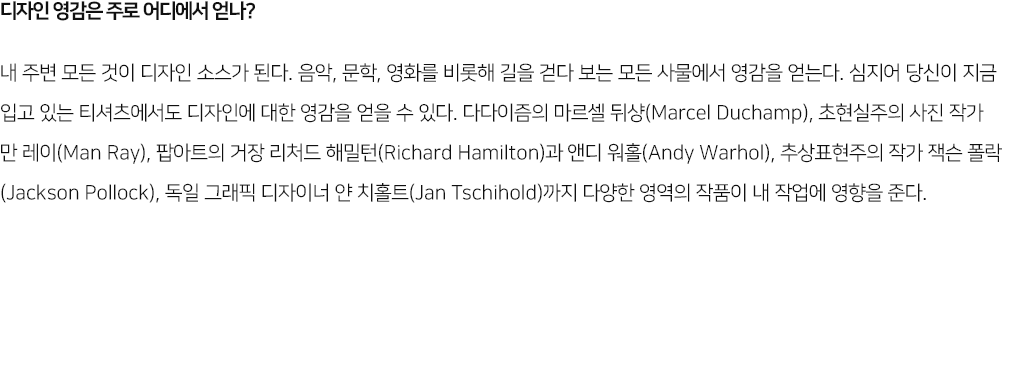 디자인 영감은 주로 어디에서 얻나?
내 주변 모든 것이 디자인 소스가 된다. 음악, 문학, 영화를 비롯해 길을 걷다 보는 모든 사물에서 영감을 얻는다. 심지어 당신이 지금
입고 있는 티셔츠에서도 디자인에 대한 영감을 얻을 수 있다. 다다이즘의 마르셀 뒤샹(Marcel Duchamp), 초현실주의 사진 작가
만 레이(Man Ray), 팝아트의 거장 리처드 해밀턴(Richard Hamilton)과 앤디 워홀(Andy Warhol), 추상표현주의 작가 잭슨 폴락
(Jackson Pollock), 독일 그래픽 디자이너 얀 치홀트(Jan Tschihold)까지 다양한 영역의 작품이 내 작업에 영향을 준다.